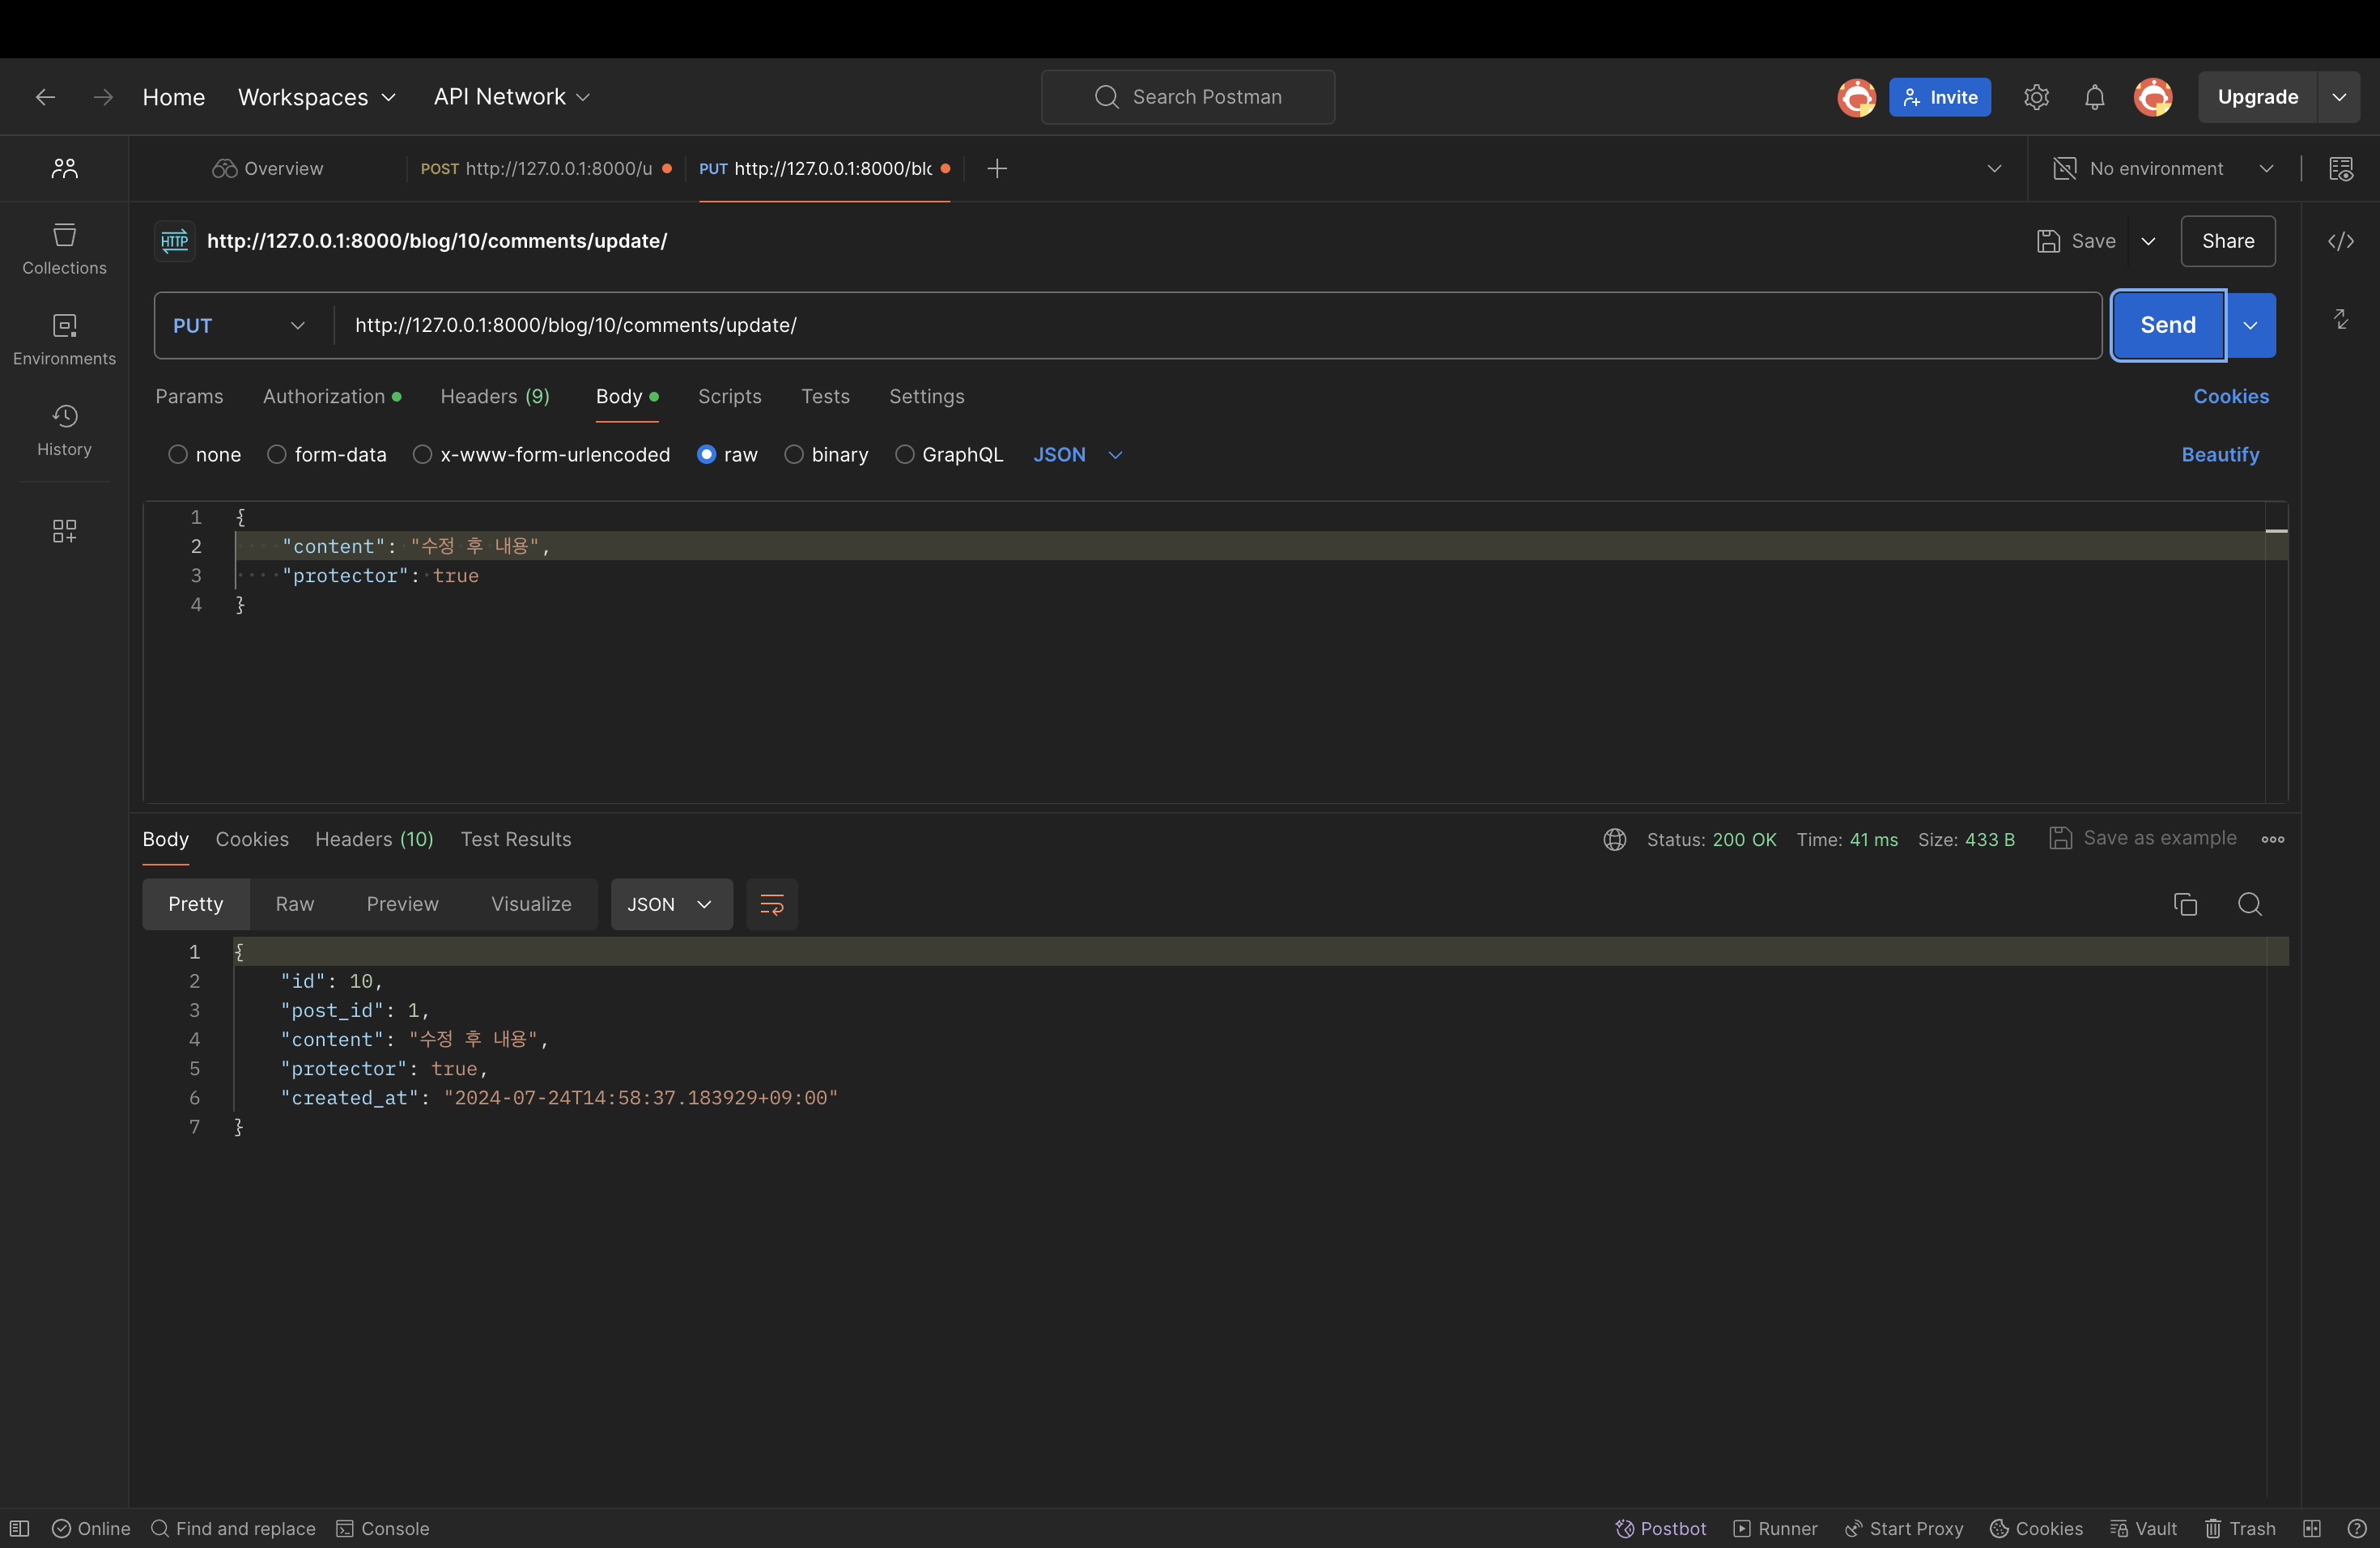 Home Workspaces API Network Search Postman Invite Upgrade
Overview POST http://127.0.0.1:8000/u PUT http://127.0.0.1:8000/blo No environment
HTTP http://127.0.0.1:8000/blog/10/comments/update/ Save Share
Collections
PUT http://127.0.0.1:8000/blog/10/comments/update/ Send
Environments
Params Authorization Headers (9) Body Scripts Tests Settings Cookies
History
none form-data x-www-form-urlencoded raw binary GraphQL JSON Beautify
1 {
2 "content": "수정 후 내용",
3 "protector": true
4 }
Body Cookies Headers (10) Test Results Status: 200 OK Time: 41 ms Size: 433 B Save as example
Pretty Raw Preview Visualize JSON
1 {
2 "id": 10,
3 "post_id": 1,
4 "content": "수정 후 내용",
5 "protector": true,
6 "created_at": "2024-07-24T14:58:37.183929+09:00"
7 }
Online Find and replace Console Postbot Runner Start Proxy Cookies Vault Trash